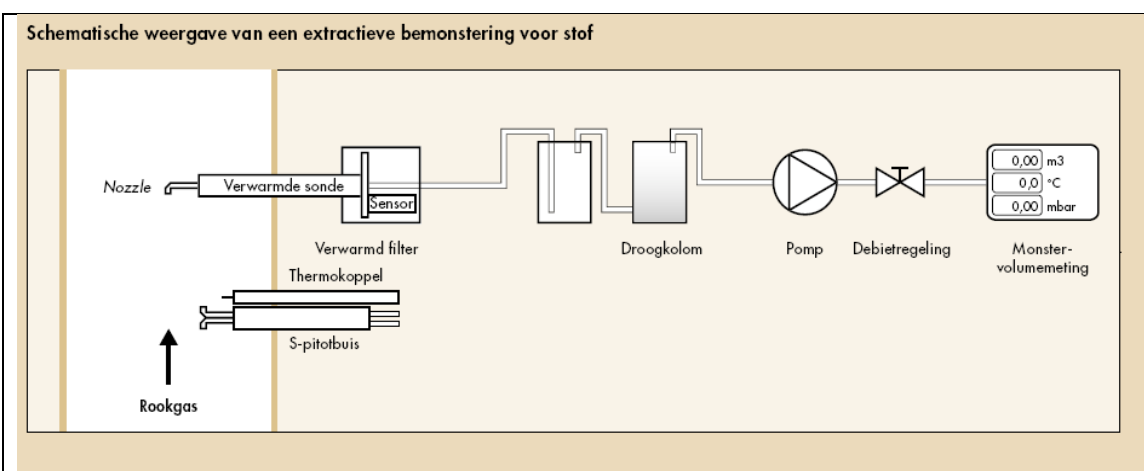 Schematische weergave van een extractieve bemonstering voor stof
Nozzle
Verwarmde sonde
Sensor
Verwarmd filter
Droogkolom
Pomp
Debietregeling
0,00 m3
0,0 °C
0,00 mbar
Monster-
volumemeting
Thermokoppel
S-pitotbuis
Rookgas